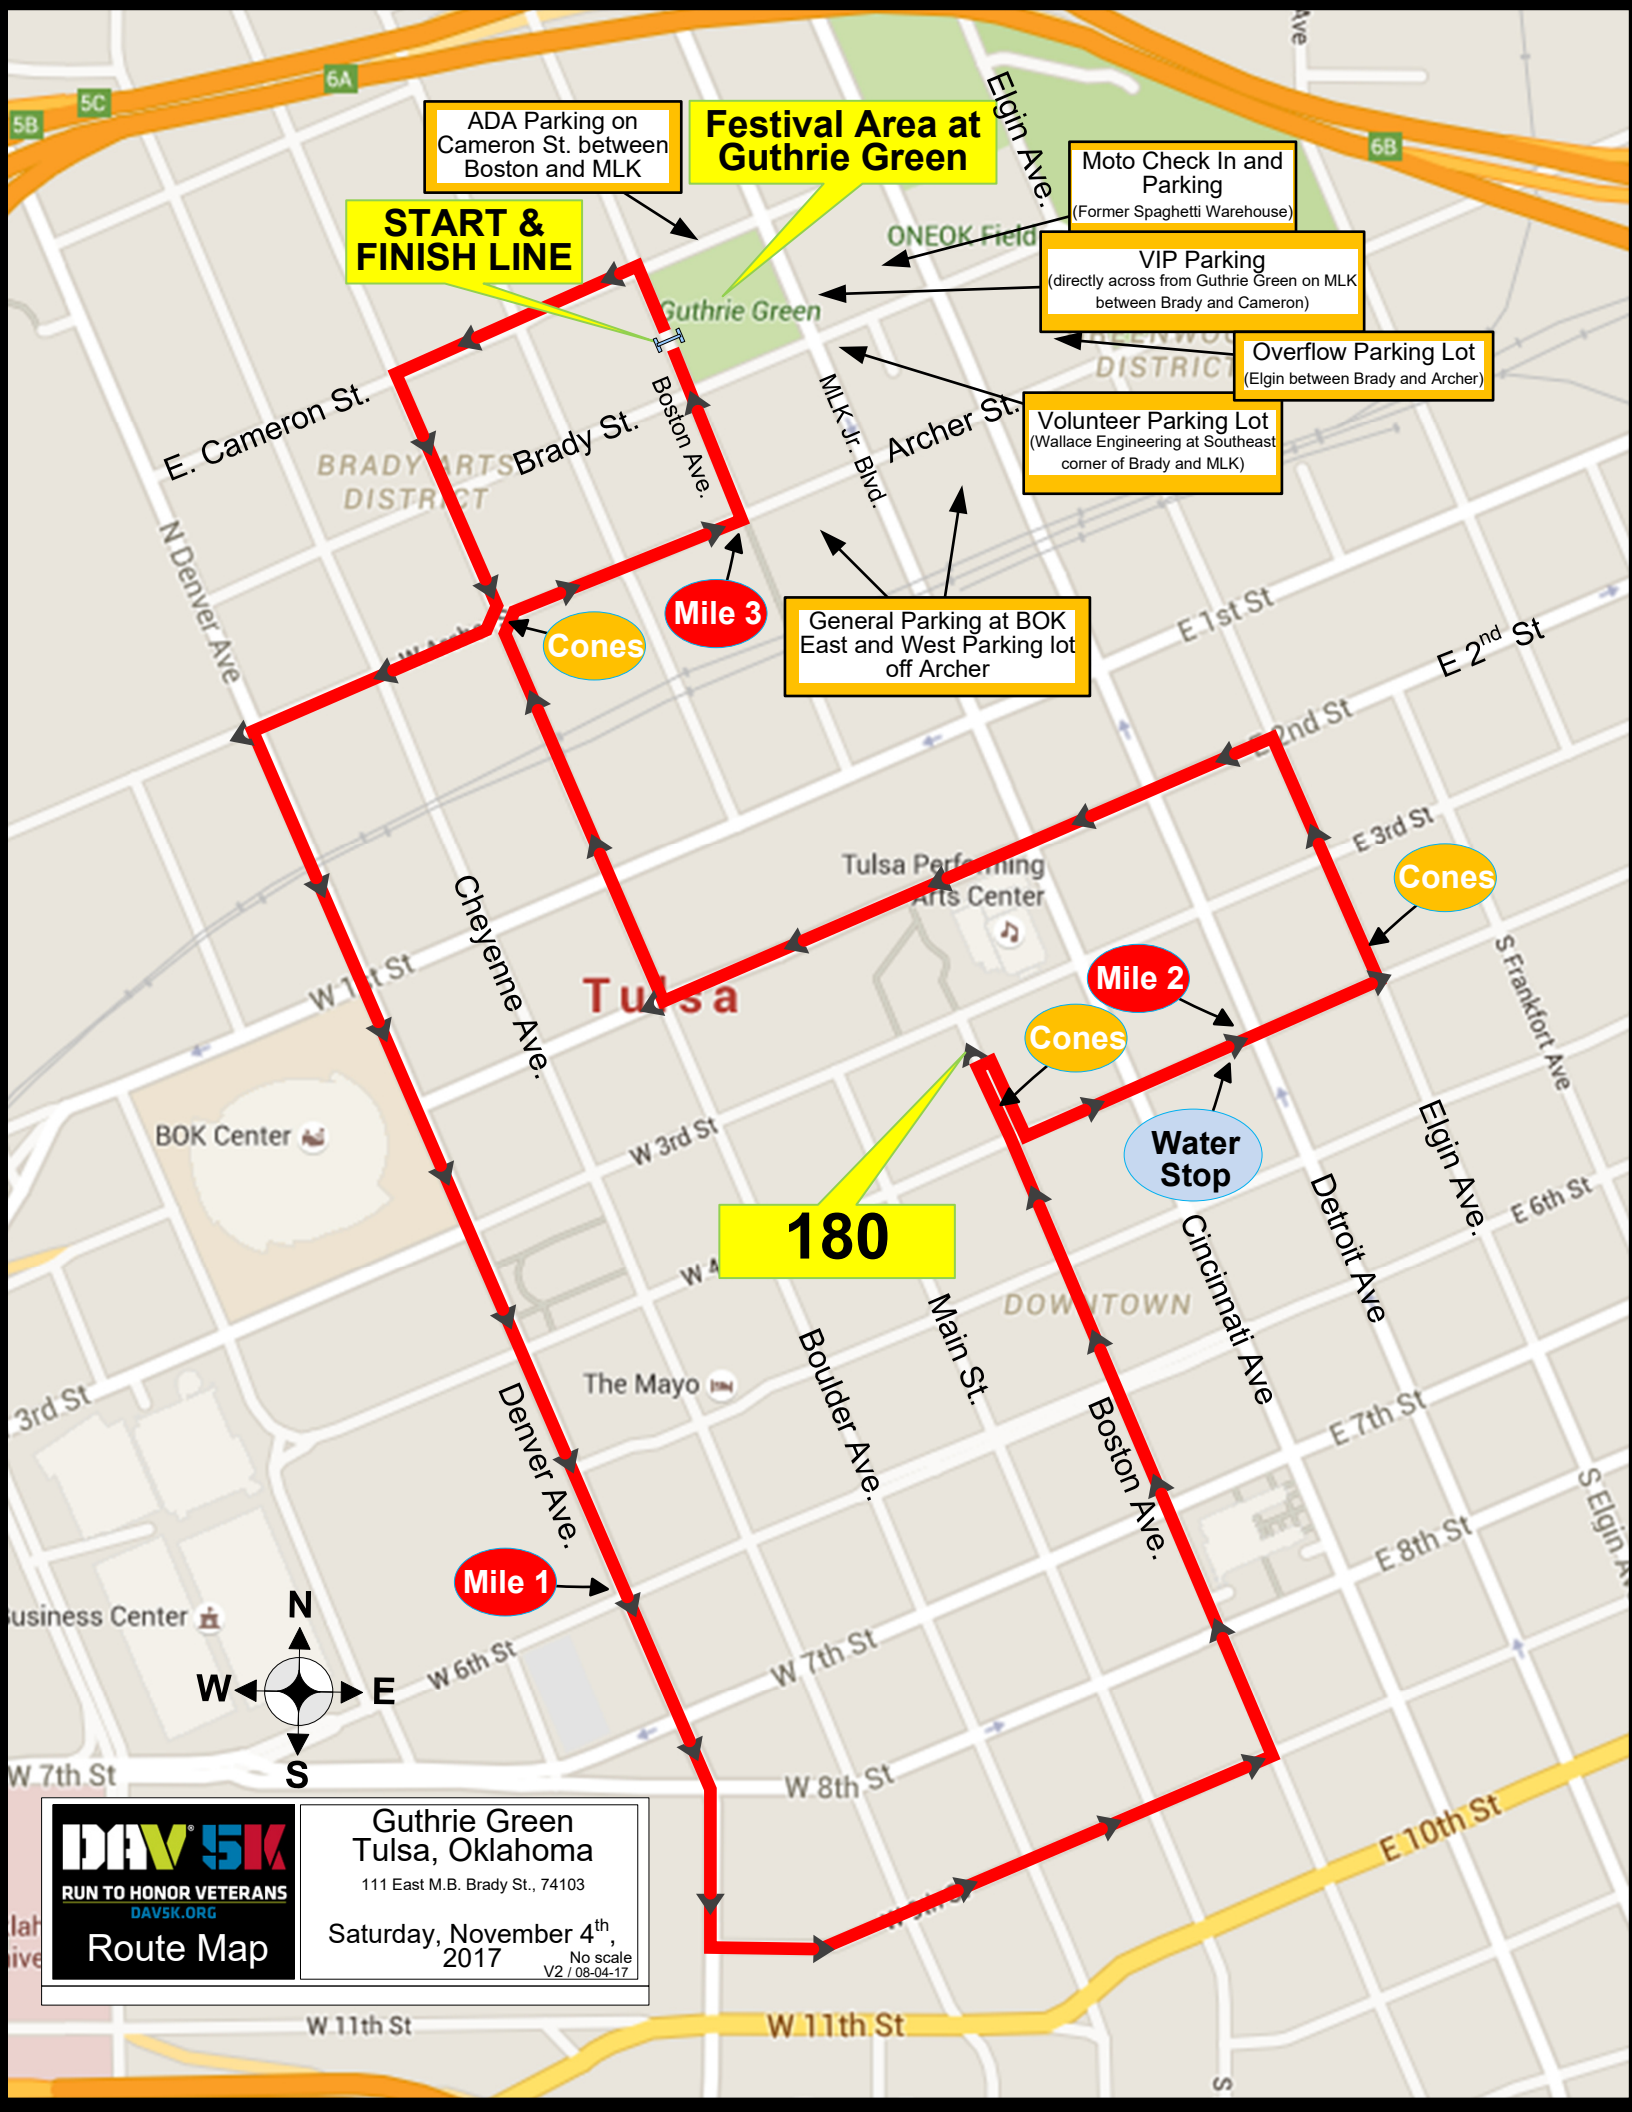 5B
5C
6A
6B
Ave
ADA Parking on
Cameron St. between
Boston and MLK
Festival Area at
Guthrie Green
Elgin Ave.
Moto Check In and
Parking
(Former Spaghetti Warehouse)
START &
FINISH LINE
ONEOK Field
VIP Parking
(directly across from Guthrie Green on MLK
between Brady and Cameron)
Guthrie Green
DISTRICT
Overflow Parking Lot
(Elgin between Brady and Archer)
Volunteer Parking Lot
(Wallace Engineering at Southeast
corner of Brady and MLK)
E. Cameron St.
Brady St.
Boston Ave.
MLK Jr. Blvd.
Archer St.
BRADY ARTS
DISTRICT
N Denver Ave
Mile 3
Cones
General Parking at BOK
East and West Parking lot
off Archer
E 1st St
E 2nd St
E 2nd St
E 3rd St
Cones
Tulsa Performing
Arts Center
Cheyenne Ave.
W 1st St
Tulsa
Mile 2
Cones
S Frankfort Ave
BOK Center
W 3rd St
Water
Stop
Elgin Ave.
E 6th St
180
W 4
Detroit Ave
Cincinnati Ave
DOWNTOWN
Main St.
Boulder Ave.
The Mayo
3rd St
Denver Ave.
Boston Ave.
E 7th St
S Elgin A
E 8th St
Mile 1
Business Center
N
W
E
S
W 6th St
W 7th St
W 7th St
W 8th St
E 10th St
W 9th St
DAV 5K
RUN TO HONOR VETERANS
DAV5K.ORG
Route Map
Guthrie Green
Tulsa, Oklahoma
111 East M.B. Brady St., 74103
Saturday, November 4th,
2017
No scale
V2 / 08-04-17
W 11th St
W 11th St
S